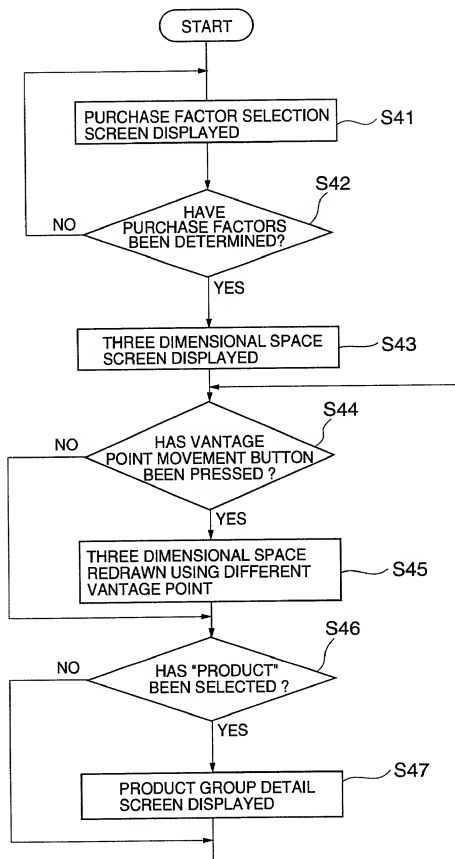 START
PURCHASE FACTOR SELECTION
SCREEN DISPLAYED
S41
S42
HAVE
PURCHASE FACTORS
BEEN DETERMINED?
NO
YES
THREE DIMENSIONAL SPACE
SCREEN DISPLAYED
S43
S44
HAS VANTAGE
POINT MOVEMENT BUTTON
BEEN PRESSED ?
NO
YES
THREE DIMENSIONAL SPACE
REDRAWN USING DIFFERENT
VANTAGE POINT
S45
S46
HAS "PRODUCT"
BEEN SELECTED ?
NO
YES
PRODUCT GROUP DETAIL
SCREEN DISPLAYED
S47